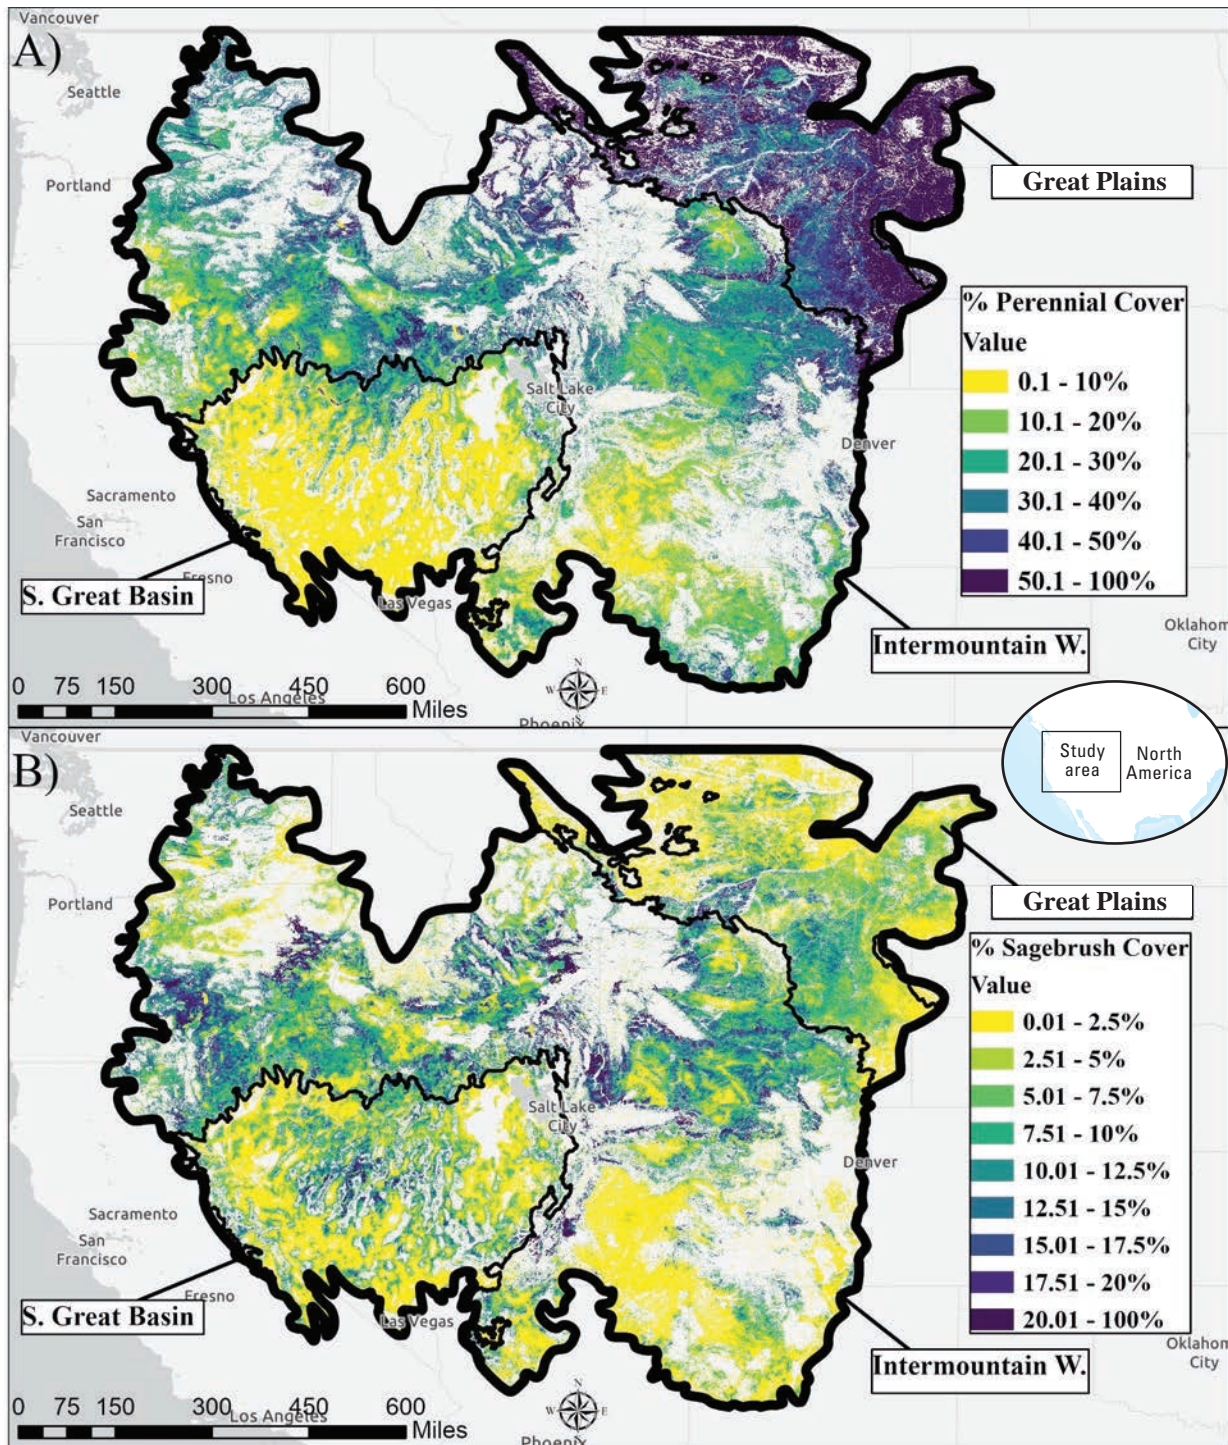 Vancouver
A)
Seattle
Portland
Great Plains
% Perennial Cover
Value
0.1 - 10%
10.1 - 20%
20.1 - 30%
30.1 - 40%
40.1 - 50%
50.1 - 100%
Salt Lake
City
Denver
Sacramento
San
Francisco
Fresno
S. Great Basin
Las Vegas
Intermountain W.
Oklahom
City
N
W E
S
0 75 150 300 450 600
Miles
Los Angeles
Phoenix
Study
area
North
America
Vancouver
B)
Seattle
Portland
Great Plains
% Sagebrush Cover
Value
0.01 - 2.5%
2.51 - 5%
5.01 - 7.5%
7.51 - 10%
10.01 - 12.5%
12.51 - 15%
15.01 - 17.5%
17.51 - 20%
20.01 - 100%
Salt Lake
City
Denver
Sacramento
San
Francisco
Fresno
S. Great Basin
Las Vegas
Intermountain W.
Oklahom
City
N
W E
S
0 75 150 300 450 600
Miles
Los Angeles
Phoenix